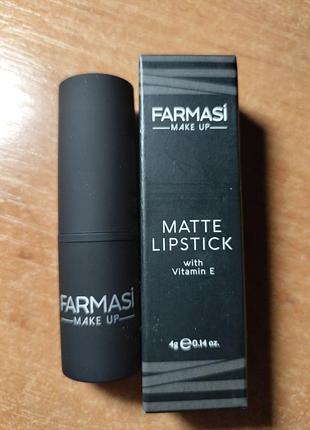 FARMASİ
MAKE UP
FARMASİ
MAKE UP
MATTE
LIPSTICK
with
Vitamin E
4g ℮ 0.14 oz.